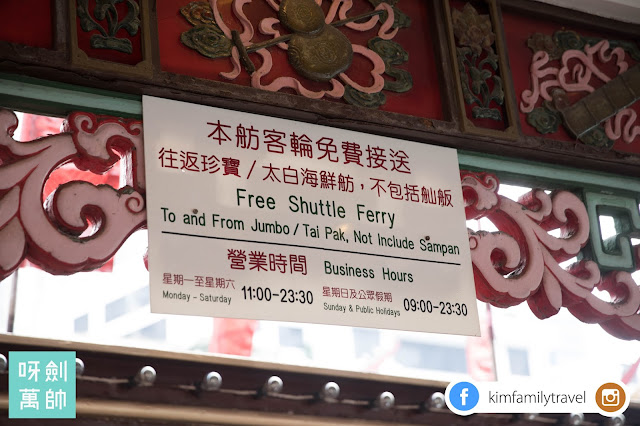 本舫客輪免費接送
往返珍寶/太白海鮮舫，不包括舢飯
Free Shuttle Ferry
To and From Jumbo / Tai Pak, Not Include Sampan
營業時間 Business Hours
星期一至星期六 11:00-23:30 星期日及公眾假期 09:00-23:30
Monday - Saturday Sunday & Public Holidays
呀劍
萬帥
kimfamilytravel